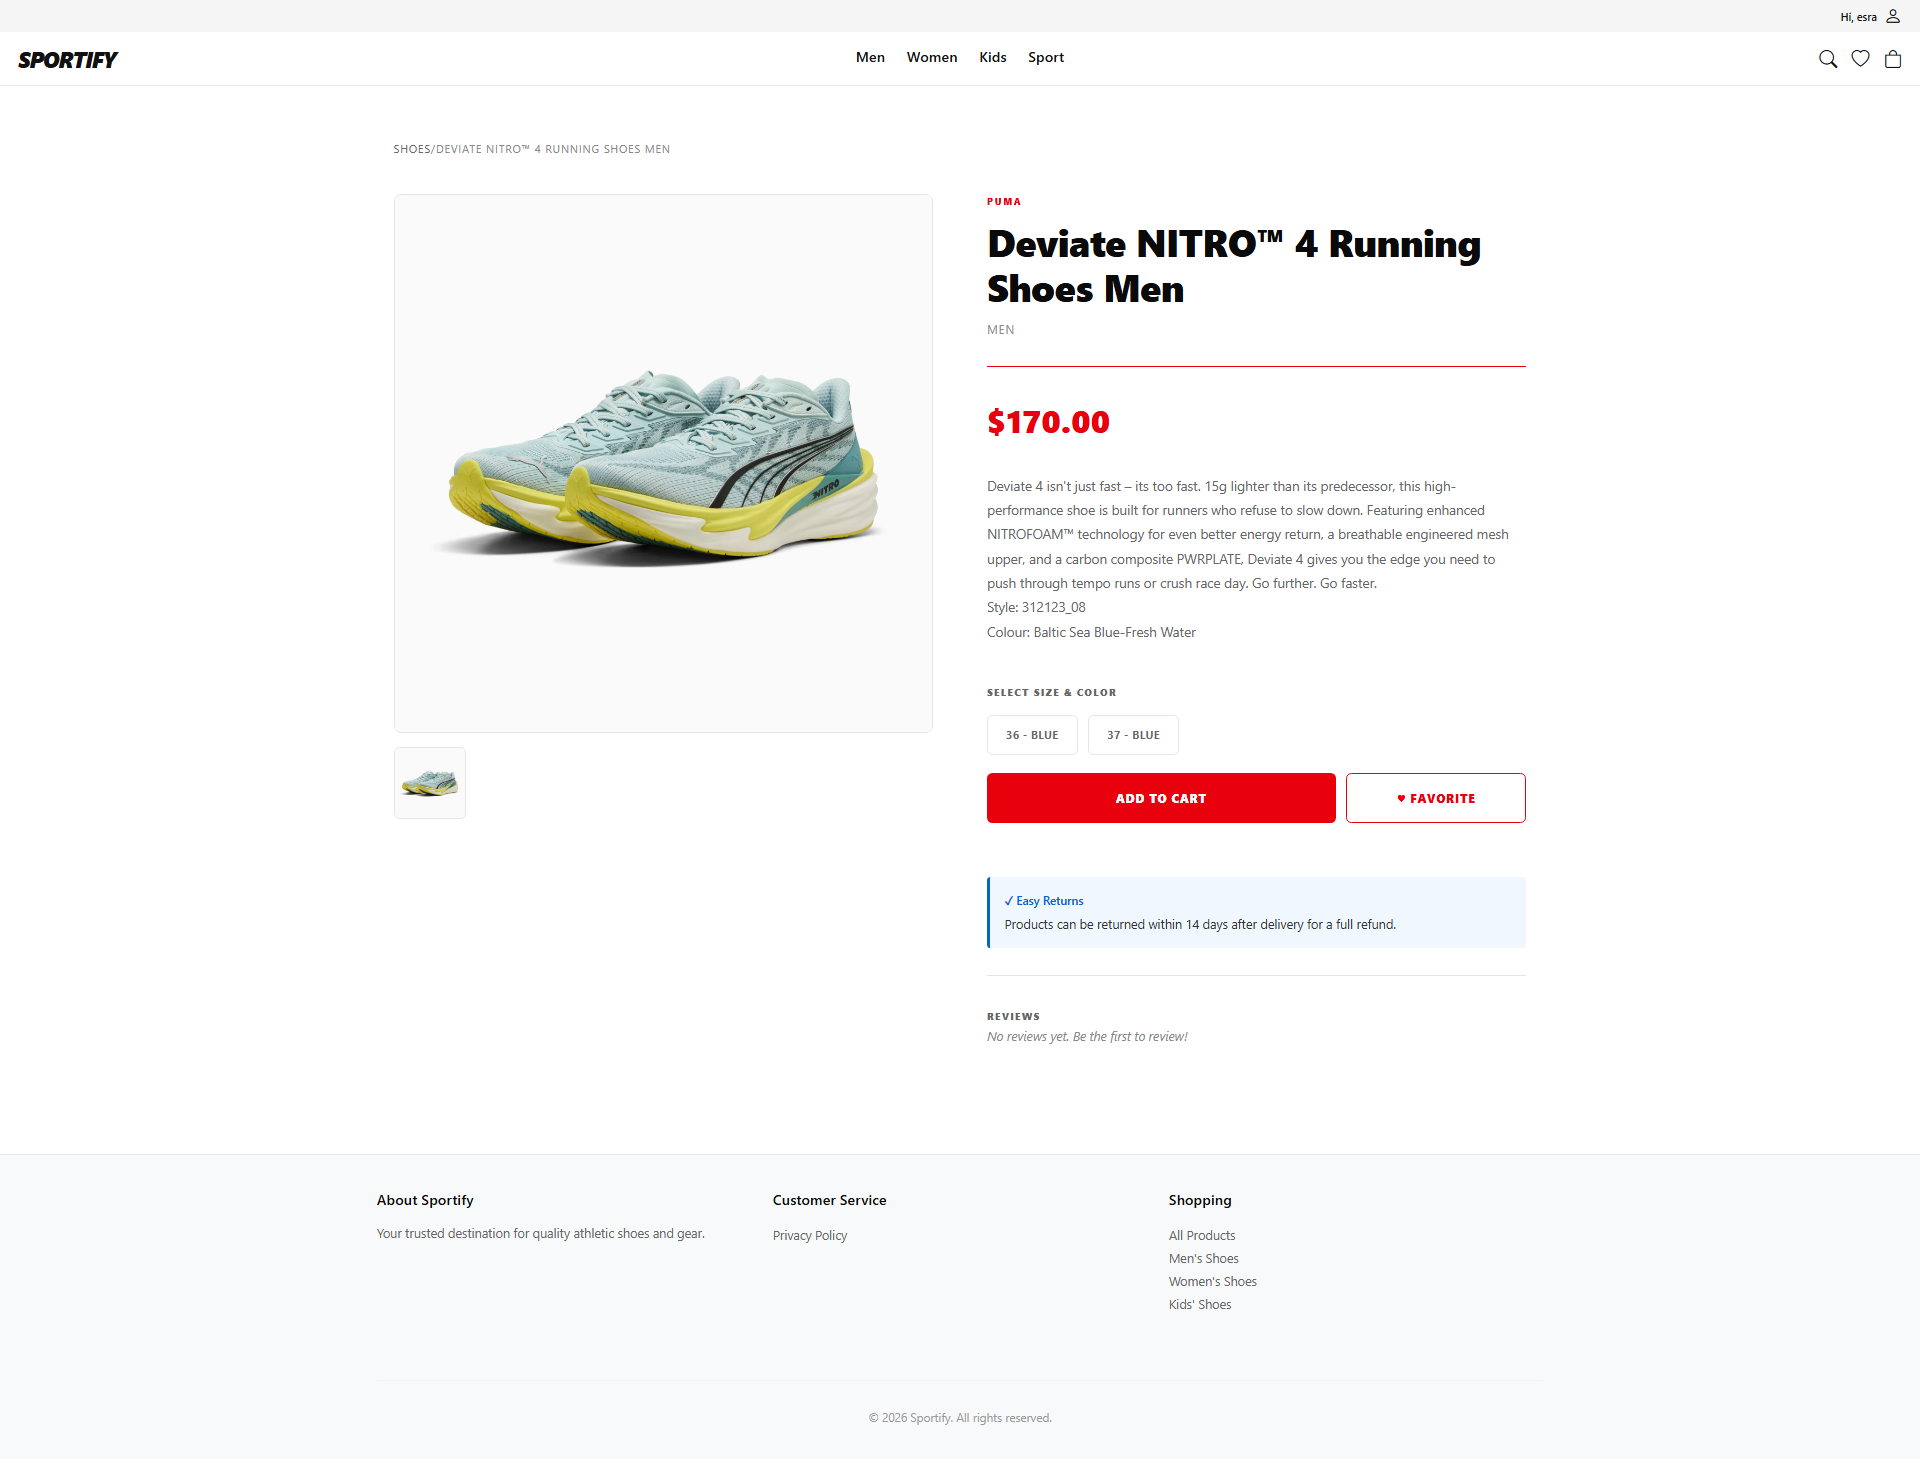 Hi, esra
SPORTIFY
Men Women Kids Sport
SHOES/DEVIATE NITRO™ 4 RUNNING SHOES MEN
PUMA
Deviate NITRO™ 4 Running
Shoes Men
MEN
$170.00
Deviate 4 isn't just fast – its too fast. 15g lighter than its predecessor, this high-
performance shoe is built for runners who refuse to slow down. Featuring enhanced
NITROFOAM™ technology for even better energy return, a breathable engineered mesh
upper, and a carbon composite PWRPLATE, Deviate 4 gives you the edge you need to
push through tempo runs or crush race day. Go further. Go faster.
Style: 312123_08
Colour: Baltic Sea Blue-Fresh Water
NITRO
SELECT SIZE & COLOR
36 - BLUE 37 - BLUE
ADD TO CART ♥ FAVORITE
✓ Easy Returns
Products can be returned within 14 days after delivery for a full refund.
REVIEWS
No reviews yet. Be the first to review!
About Sportify
Your trusted destination for quality athletic shoes and gear.
Customer Service
Privacy Policy
Shopping
All Products
Men's Shoes
Women's Shoes
Kids' Shoes
© 2026 Sportify. All rights reserved.